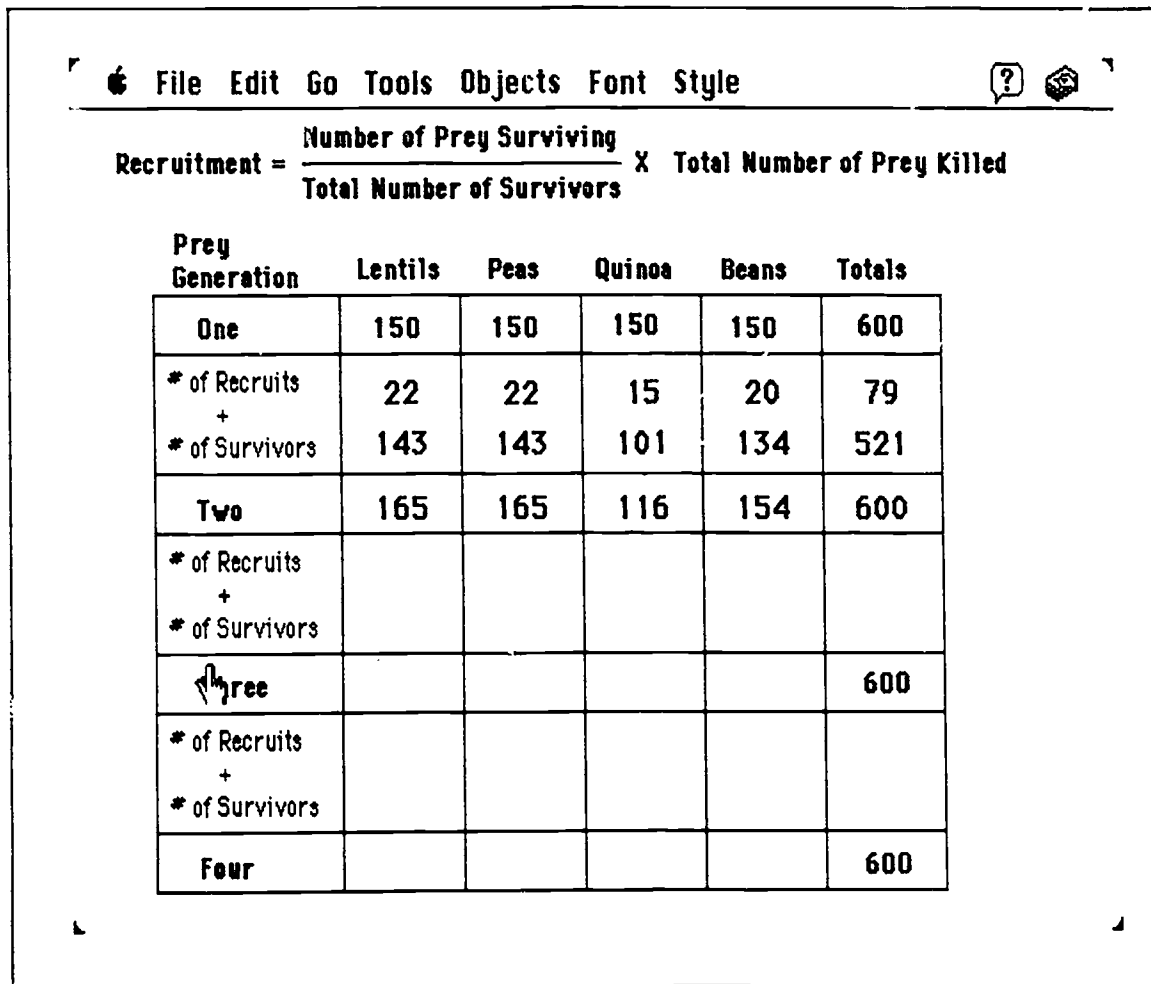 File Edit Go Tools Objects Font Style ?
Recruitment = Number of Prey Surviving / Total Number of Survivors X Total Number of Prey Killed
Prey Generation Lentils Peas Quinoa Beans Totals
One 150 150 150 150 600
# of Recruits 22 22 15 20 79
+
# of Survivors 143 143 101 134 521
Two 165 165 116 154 600
# of Recruits
+
# of Survivors
ree 600
# of Recruits
+
# of Survivors
Four 600